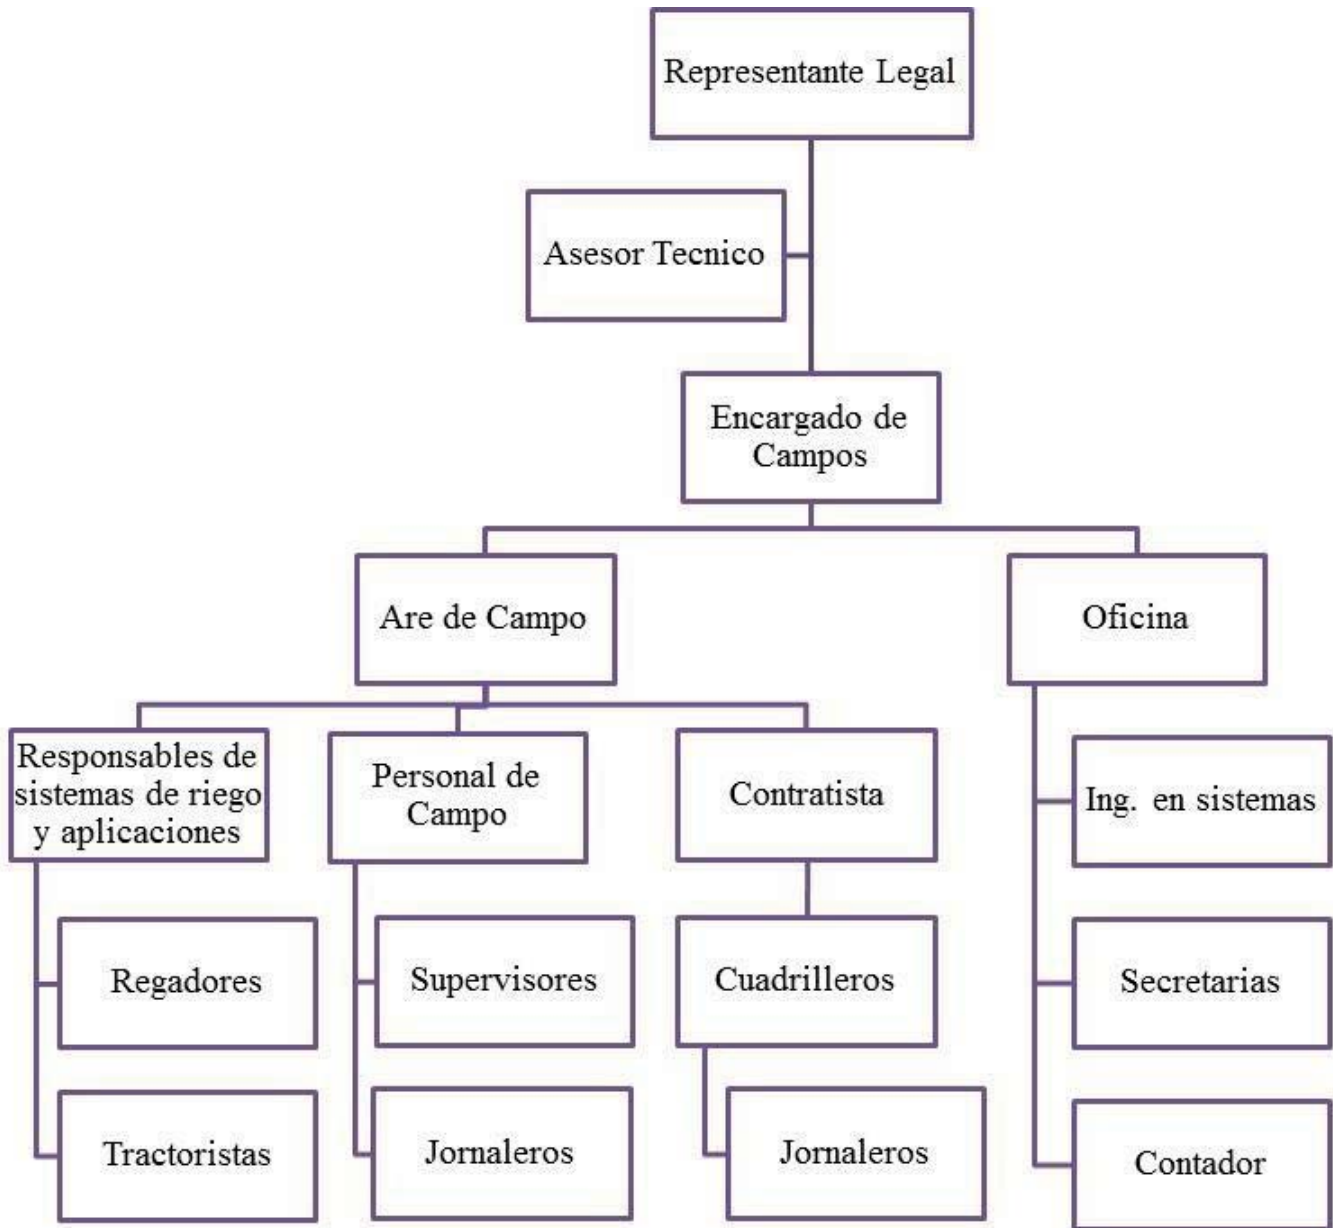 Representante Legal
Asesor Tecnico
Encargado de
Campos
Are de Campo
Oficina
Responsables de
sistemas de riego
y aplicaciones
Personal de
Campo
Contratista
Ing. en sistemas
Regadores
Supervisores
Cuadrilleros
Secretarias
Tractoristas
Jornaleros
Jornaleros
Contador